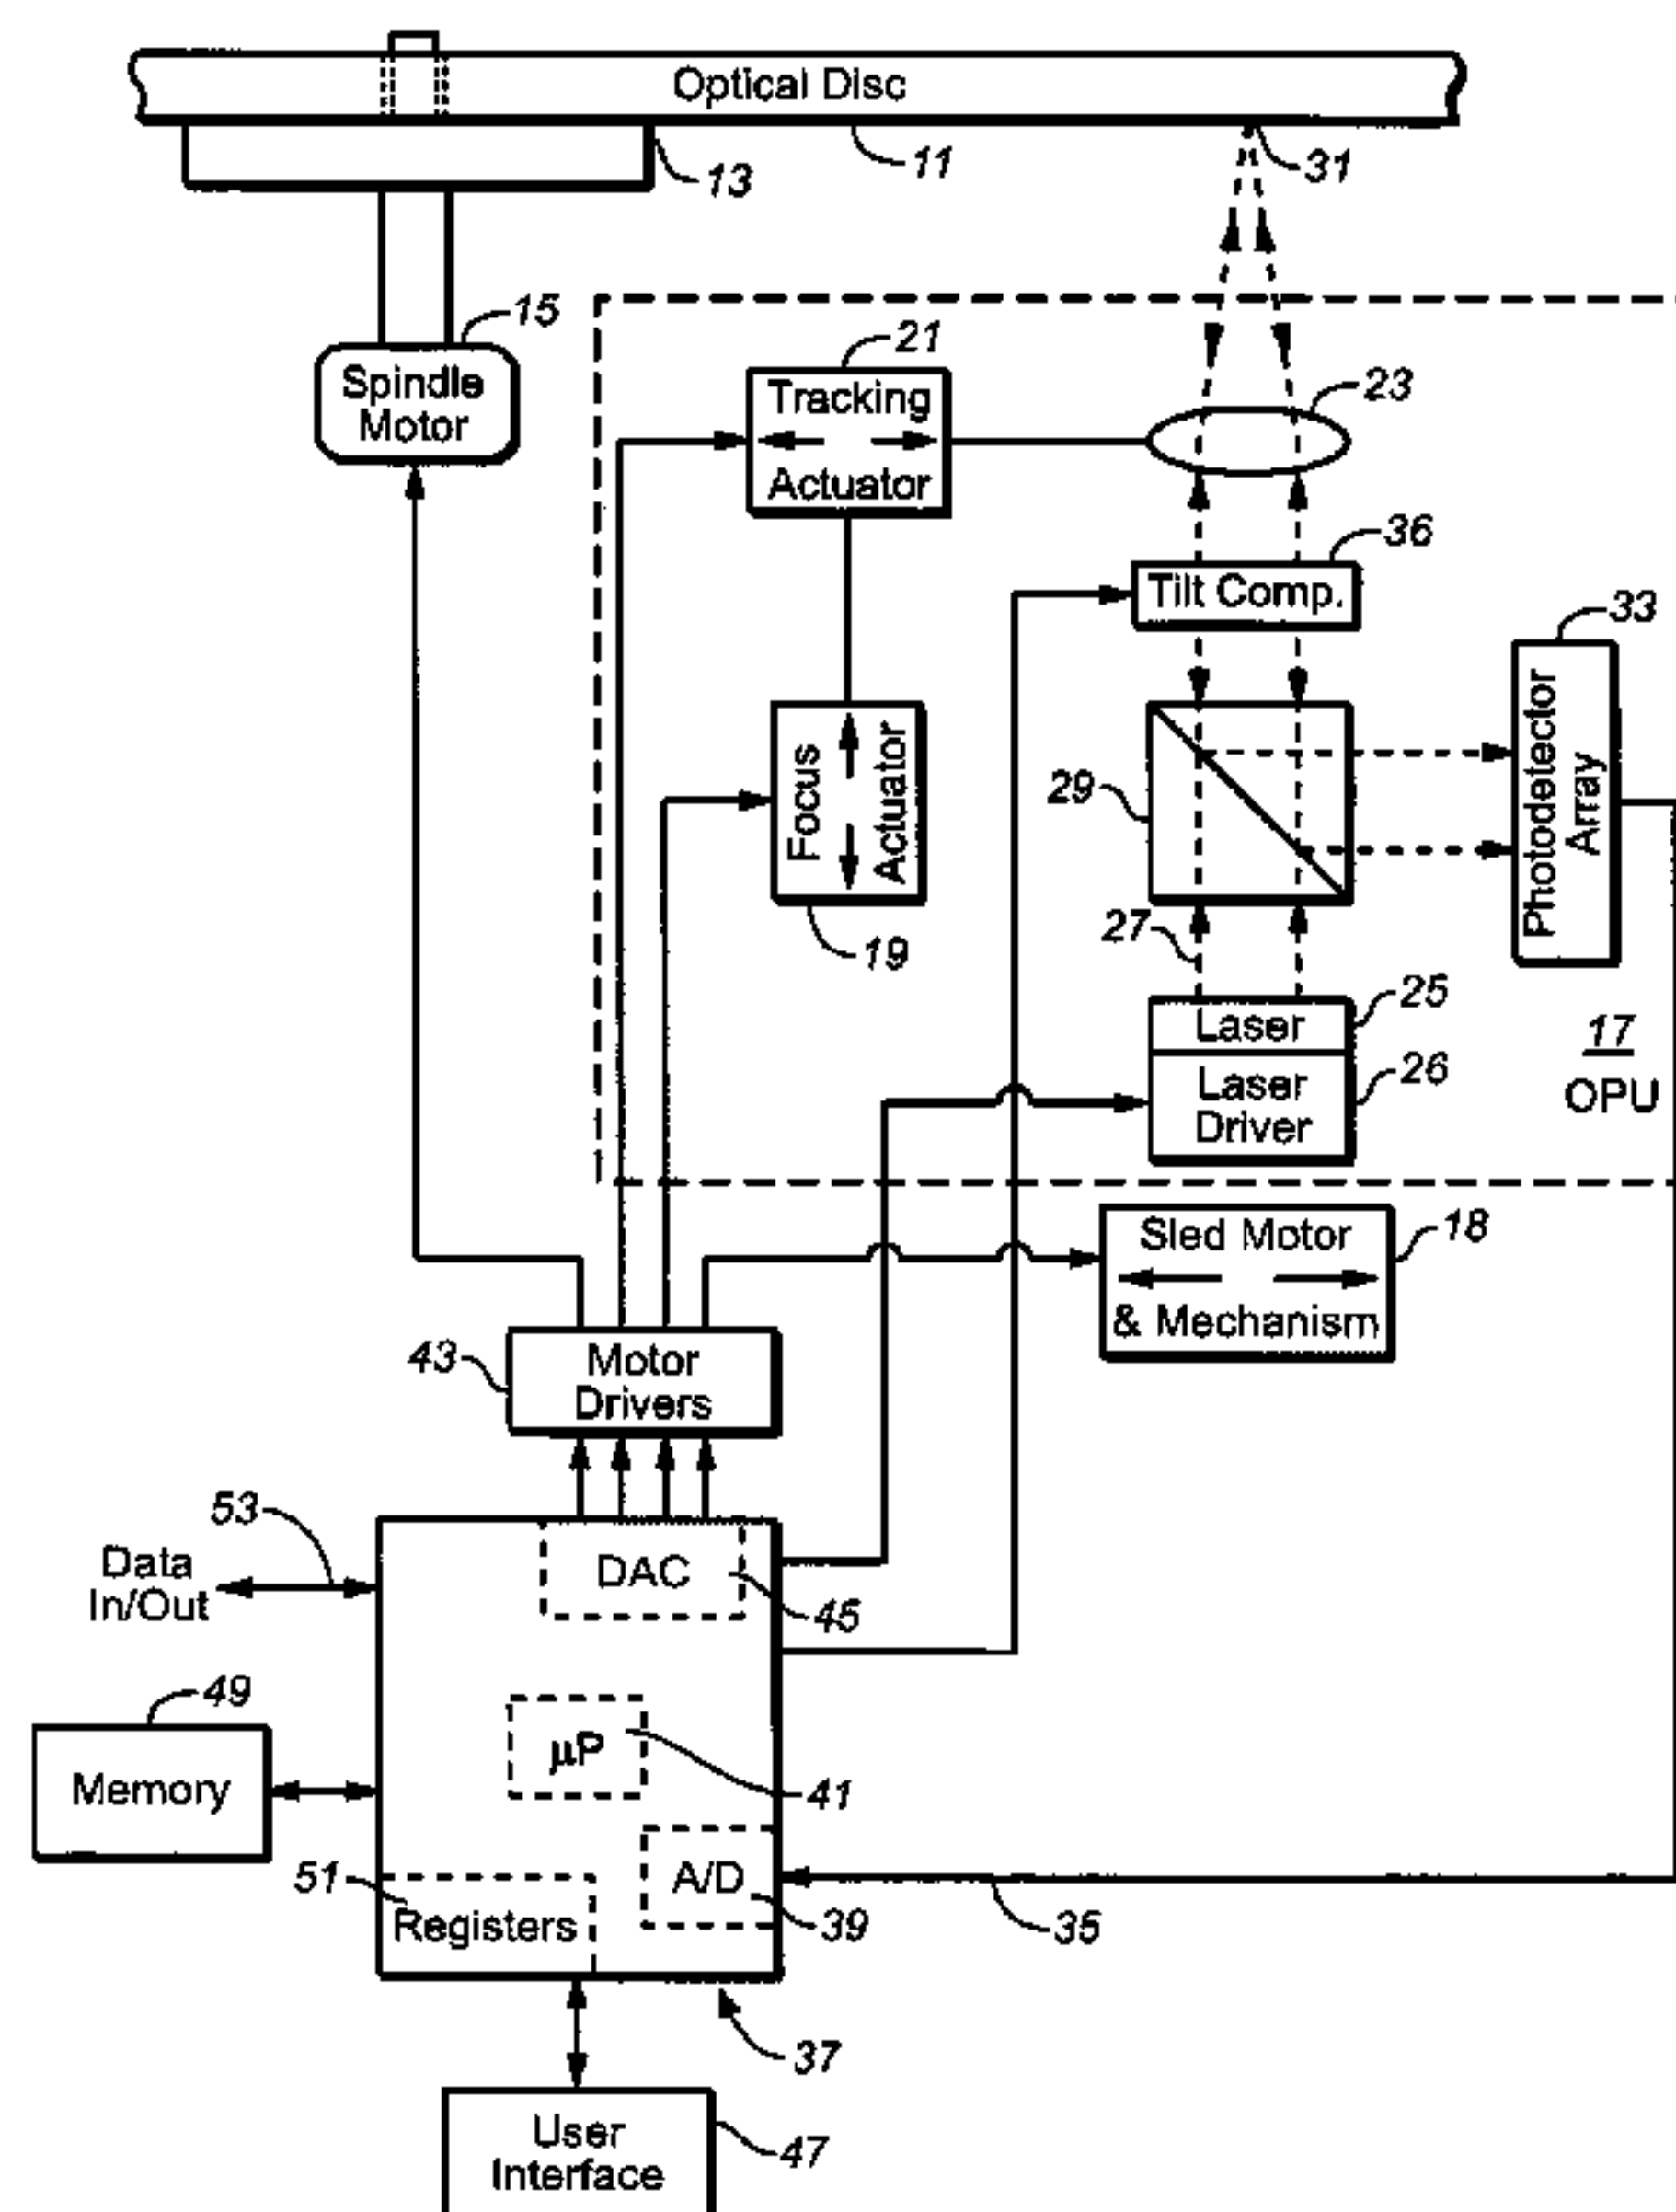 Optical Disc
13
11
31
15
Spindle
Motor
21
Tracking
Actuator
23
36
Tilt Comp.
33
Photodetector
Array
Focus
Actuator
19
29
27
25
Laser
26
Laser
Driver
17
OPU
Sled Motor
& Mechanism
18
43
Motor
Drivers
53
Data
In/Out
DAC
45
49
Memory
µP
41
51
Registers
A/D
39
35
37
User
Interface
47